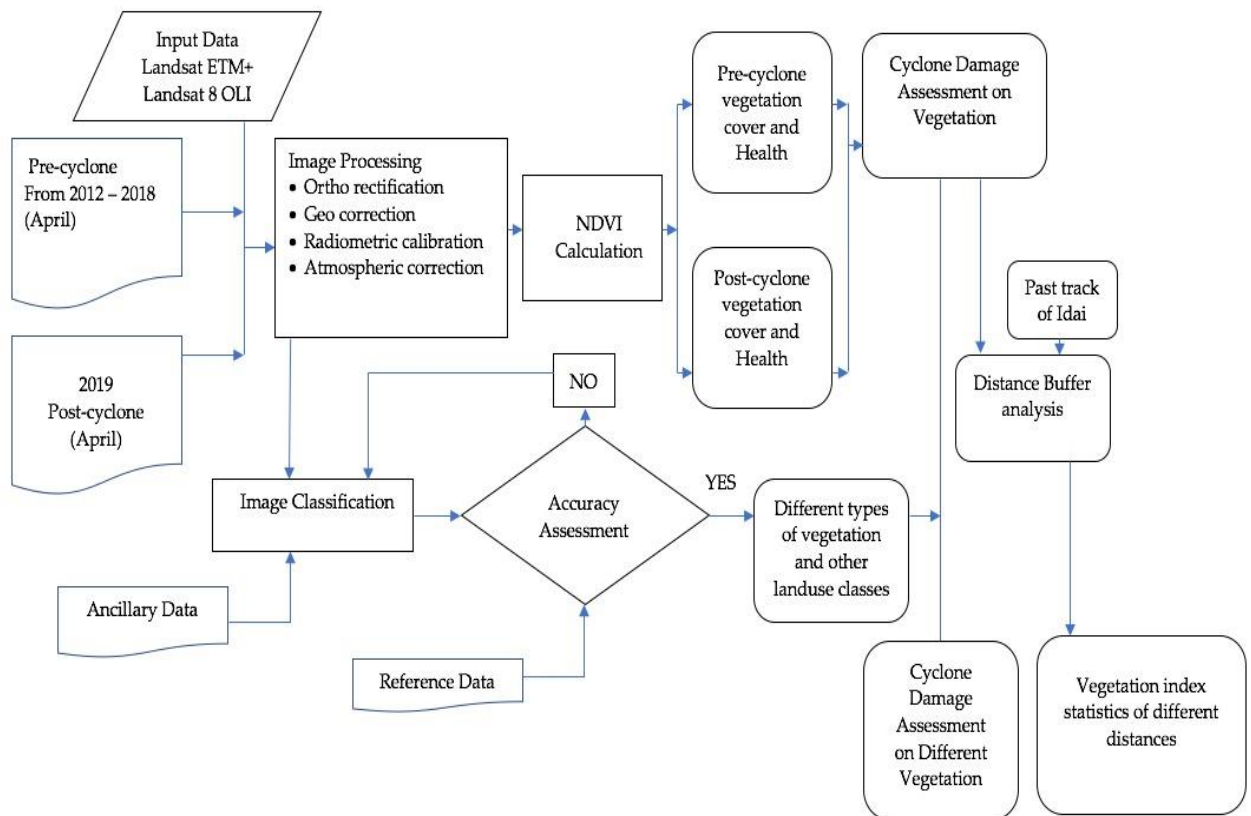 Input Data
Landsat ETM+
Landsat 8 OLI
Pre-cyclone
From 2012 – 2018
(April)
2019
Post-cyclone
(April)
Image Processing
• Ortho rectification
• Geo correction
• Radiometric calibration
• Atmospheric correction
NDVI
Calculation
Pre-cyclone
vegetation
cover and
Health
Post-cyclone
vegetation
cover and
Health
Cyclone Damage
Assessment on
Vegetation
Past track
of Idai
Distance Buffer
analysis
NO
Image Classification
Accuracy
Assessment
YES
Different types
of vegetation
and other
landuse classes
Ancillary Data
Reference Data
Cyclone
Damage
Assessment
on Different
Vegetation
Vegetation index
statistics of different
distances